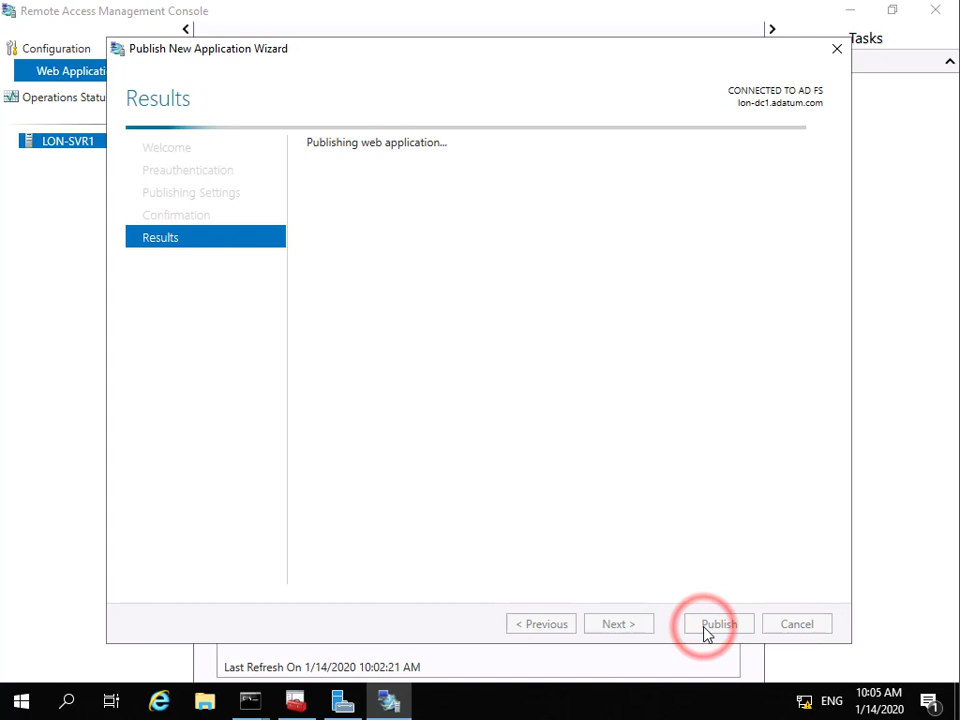 Remote Access Management Console
Configuration
Web Applicati
Operations Statu
LON-SVR1
Tasks
Publish New Application Wizard
Results
CONNECTED TO AD FS
lon-dc1.adatum.com
Welcome
Preauthentication
Publishing Settings
Confirmation
Results
Publishing web application...
< Previous
Next >
Publish
Cancel
Last Refresh On 1/14/2020 10:02:21 AM
ENG
10:05 AM
1/14/2020
1